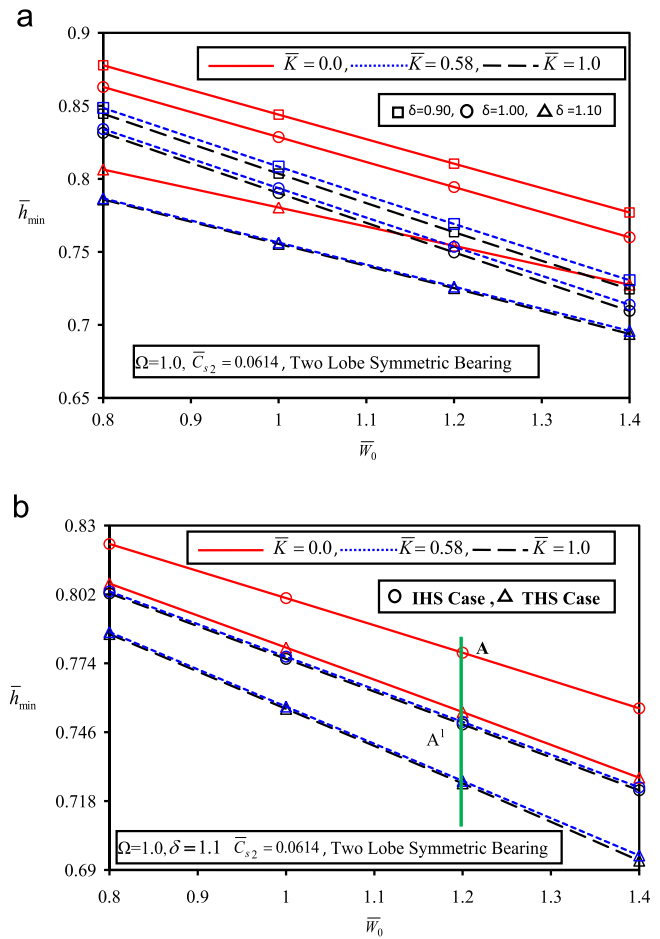 a
0.9
K̅ = 0.0, K̅ = 0.58, K̅ = 1.0
0.85
δ=0.90, δ=1.00, δ =1.10
0.8
h̅min
0.75
0.7
Ω=1.0, C̅s2 = 0.0614 , Two Lobe Symmetric Bearing
0.65
0.8 0.9 1 1.1 1.2 1.3 1.4
W̅0
b
0.83
K̅ = 0.0, K̅ = 0.58, K̅ = 1.0
0.802
IHS Case , THS Case
A
0.774
h̅min
0.746
A1
0.718
Ω=1.0, δ = 1.1 C̅s2 = 0.0614, Two Lobe Symmetric Bearing
0.69
0.8 0.9 1 1.1 1.2 1.3 1.4
W̅0